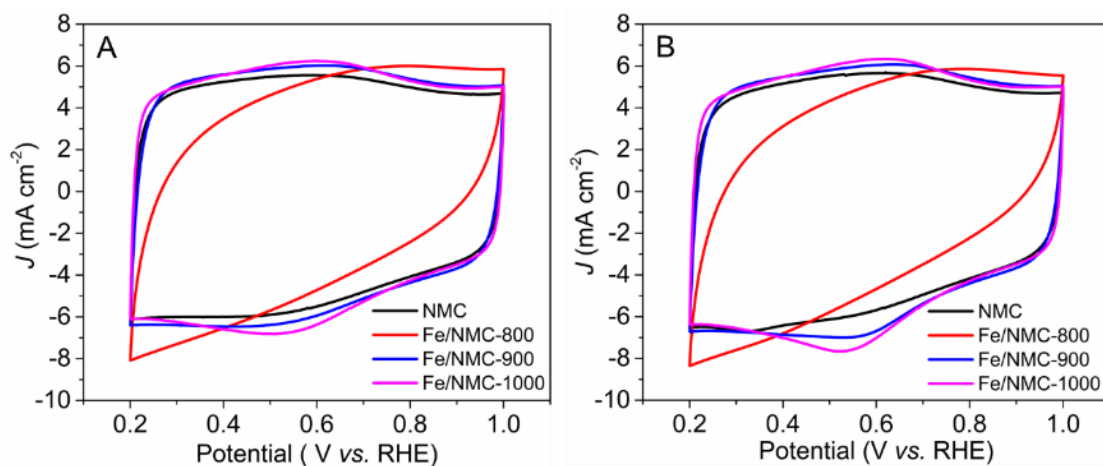 A
8
6
4
2
0
-2
-4
-6
-8
-10
J (mA cm-2)
NMC
Fe/NMC-800
Fe/NMC-900
Fe/NMC-1000
0.2 0.4 0.6 0.8 1.0
Potential ( V vs. RHE)
B
8
6
4
2
0
-2
-4
-6
-8
-10
J (mA cm-2)
NMC
Fe/NMC-800
Fe/NMC-900
Fe/NMC-1000
0.2 0.4 0.6 0.8 1.0
Potential (V vs. RHE)